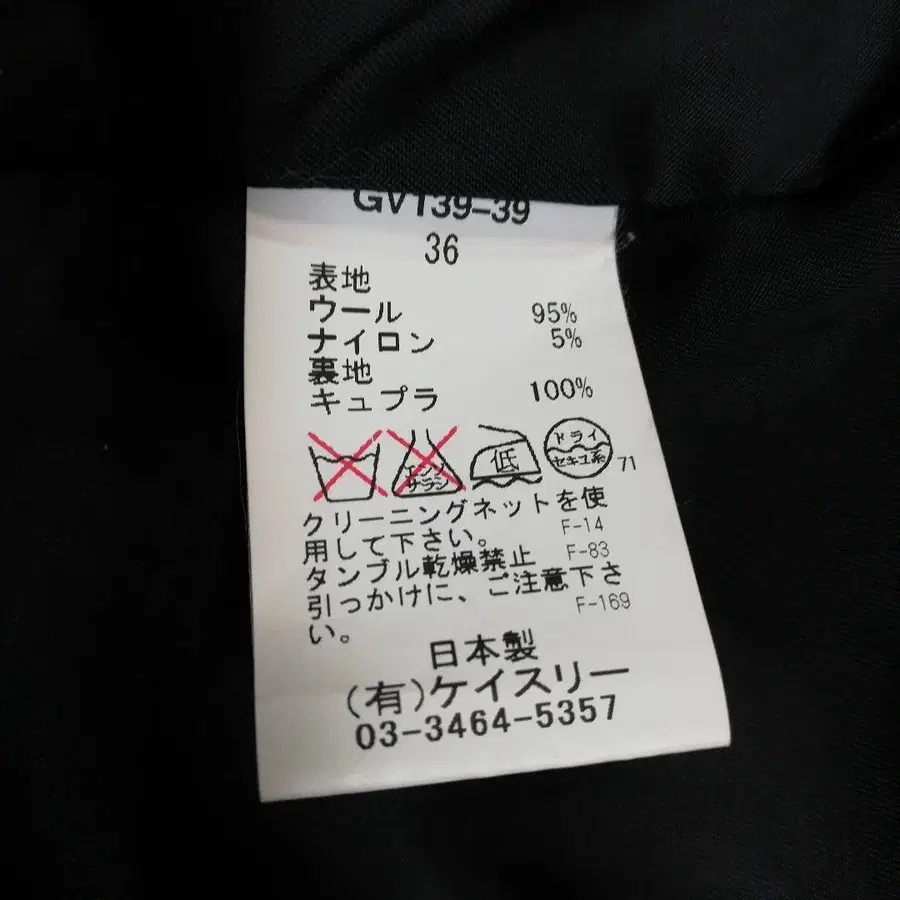 GV139-39
36
表地
ウール 95%
ナイロン 5%
裏地
キュプラ 100%
エンソ
サラシ
低
ドライ
セキユ系
71
クリーニングネットを使
用して下さい。 F-14
タンブル乾燥禁止 F-83
引っかけに、ご注意下さ
い。 F-169
日本製
(有)ケイスリー
03-3464-5357